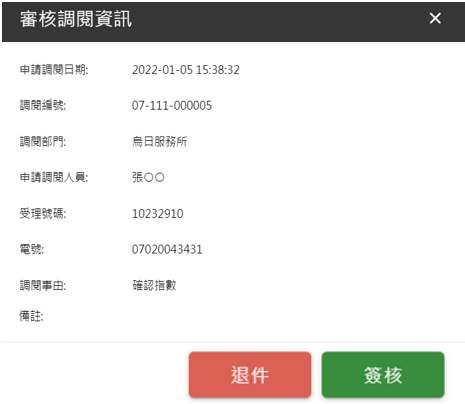 審核調閱資訊 ×
申請調閱日期: 2022-01-05 15:38:32
調閱編號: 07-111-000005
調閱部門: 烏日服務所
申請調閱人員: 張○○
受理號碼: 10232910
電號: 07020043431
調閱事由: 確認指數
備註:
退件 簽核